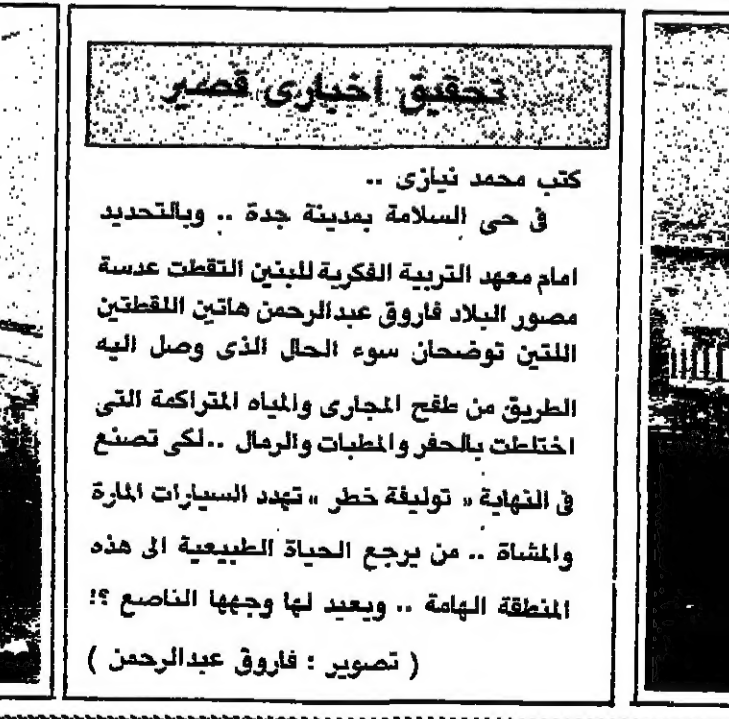 تحقيق اخبارى قصير
كتب محمد نيازى ..
فى حى السلامة بمدينة جدة .. وبالتحديد
امام معهد التربية الفكرية للبنين التقطت عدسة
مصور البلاد فاروق عبدالرحمن هاتين اللقطتين
اللتين توضحان سوء الحال الذى وصل اليه
الطريق من طفح المجارى والمياه المتراكمة التى
اختلطت بالحفر والمطبات والرمال .. لكى تصنع
فى النهاية « توليفة خطر » تهدد السيارات المارة
والمشاة .. من يرجع الحياة الطبيعية الى هذه
المنطقة الهامة .. ويعيد لها وجهها الناصع ؟!
( تصوير : فاروق عبدالرحمن )